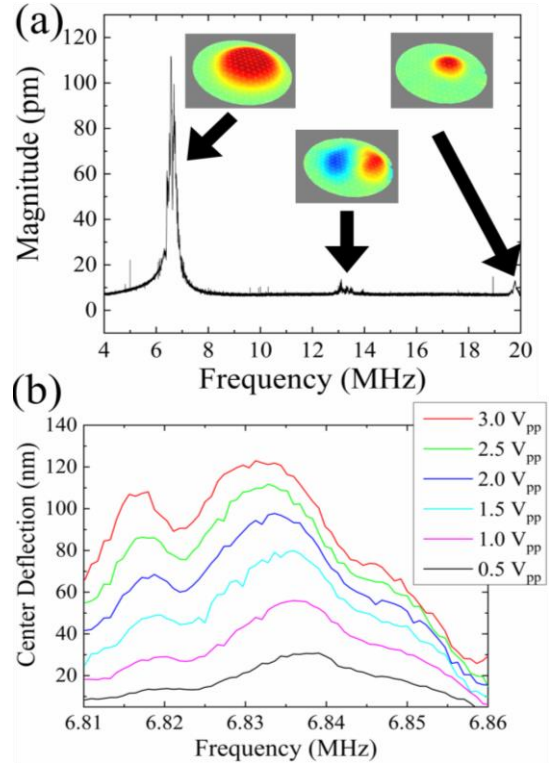 (a)
Magnitude (pm)
120
100
80
60
40
20
0
4 6 8 10 12 14 16 18 20
Frequency (MHz)
(b)
Center Deflection (nm)
140
120
100
80
60
40
20
3.0 Vpp
2.5 Vpp
2.0 Vpp
1.5 Vpp
1.0 Vpp
0.5 Vpp
6.81 6.82 6.83 6.84 6.85 6.86
Frequency (MHz)